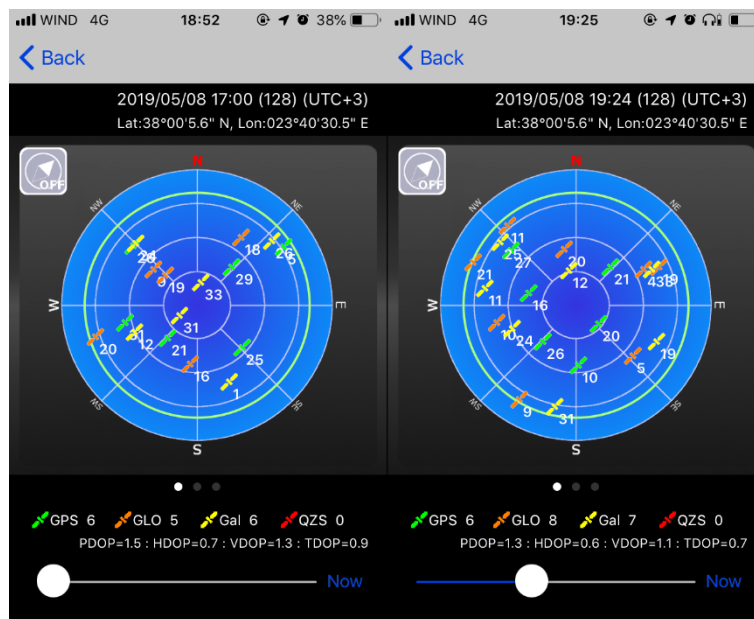 WIND 4G 18:52 38%
Back
2019/05/08 17:00 (128) (UTC+3)
Lat:38°00'5.6" N, Lon:023°40'30.5" E
OFF
N
NW
NE
18
26
29
9
19
33
W
E
31
20
12
21
25
16
1
SW
SE
S
GPS 6 GLO 5 Gal 6 QZS 0
PDOP=1.5 : HDOP=0.7 : VDOP=1.3 : TDOP=0.9
Now
WIND 4G 19:25
Back
2019/05/08 19:24 (128) (UTC+3)
Lat:38°00'5.6" N, Lon:023°40'30.5" E
OFF
N
NW
NE
11
25
27
20
21
21
12
19
11
16
W
E
24
20
26
19
5
10
9
31
SW
SE
S
GPS 6 GLO 8 Gal 7 QZS 0
PDOP=1.3 : HDOP=0.6 : VDOP=1.1 : TDOP=0.7
Now